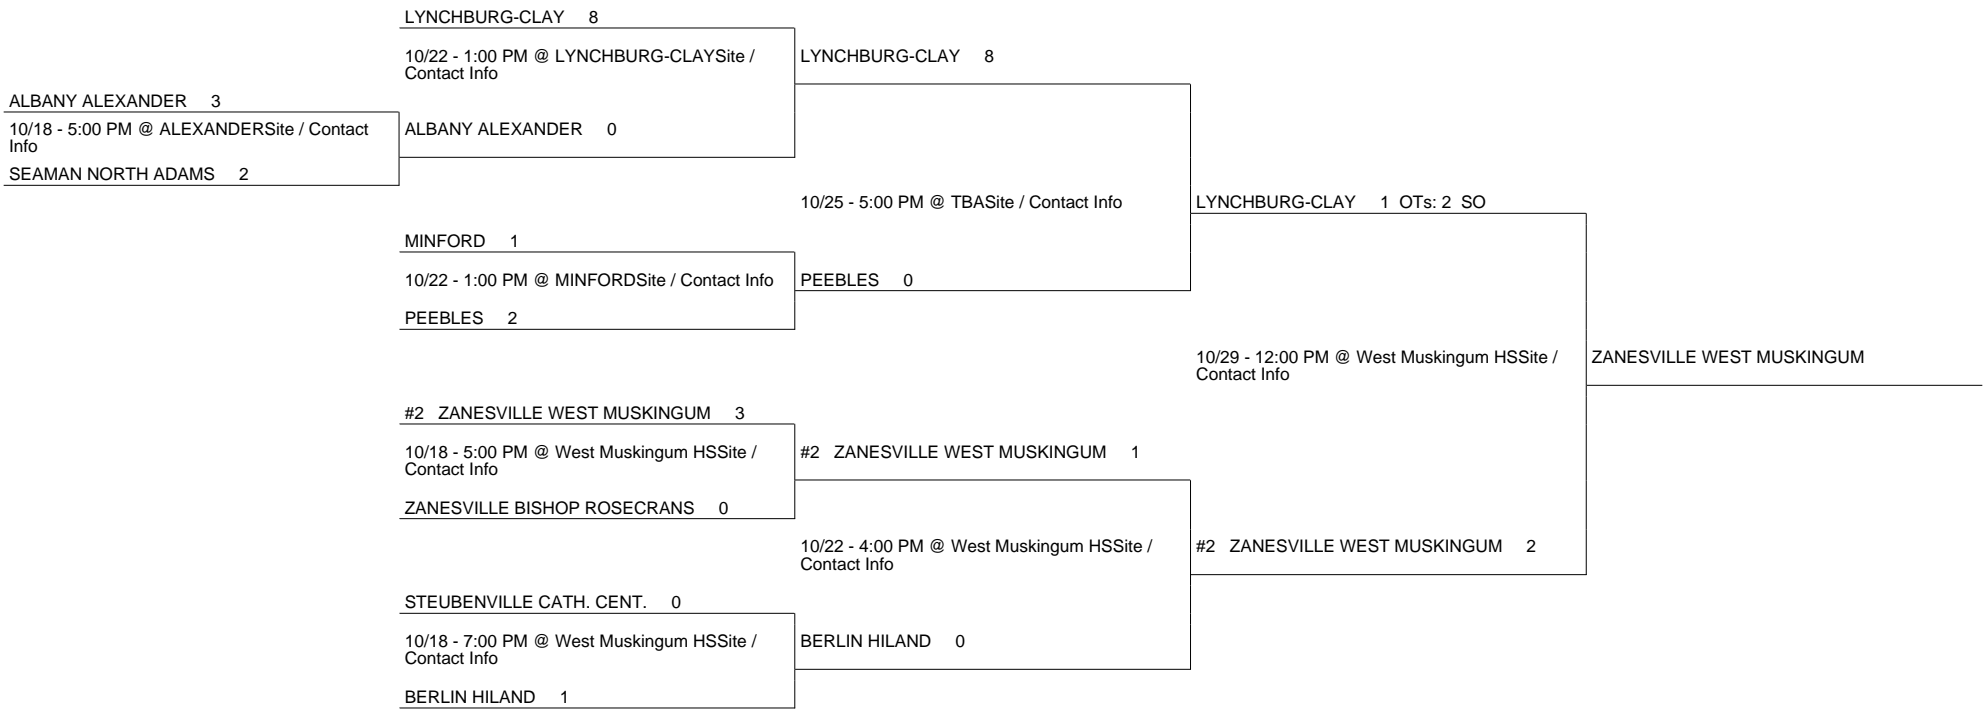 ALBANY ALEXANDER 3
10/18 - 5:00 PM @ ALEXANDERSite / Contact
Info
SEAMAN NORTH ADAMS 2
LYNCHBURG-CLAY 8
10/22 - 1:00 PM @ LYNCHBURG-CLAYSite /
Contact Info
ALBANY ALEXANDER 0
MINFORD 1
10/22 - 1:00 PM @ MINFORDSite / Contact Info
PEEBLES 2
#2 ZANESVILLE WEST MUSKINGUM 3
10/18 - 5:00 PM @ West Muskingum HSSite /
Contact Info
ZANESVILLE BISHOP ROSECRANS 0
STEUBENVILLE CATH. CENT. 0
10/18 - 7:00 PM @ West Muskingum HSSite /
Contact Info
BERLIN HILAND 1
LYNCHBURG-CLAY 8
10/25 - 5:00 PM @ TBASite / Contact Info
PEEBLES 0
#2 ZANESVILLE WEST MUSKINGUM 1
10/22 - 4:00 PM @ West Muskingum HSSite /
Contact Info
BERLIN HILAND 0
LYNCHBURG-CLAY 1 OTs: 2 SO
10/29 - 12:00 PM @ West Muskingum HSSite /
Contact Info
#2 ZANESVILLE WEST MUSKINGUM 2
ZANESVILLE WEST MUSKINGUM